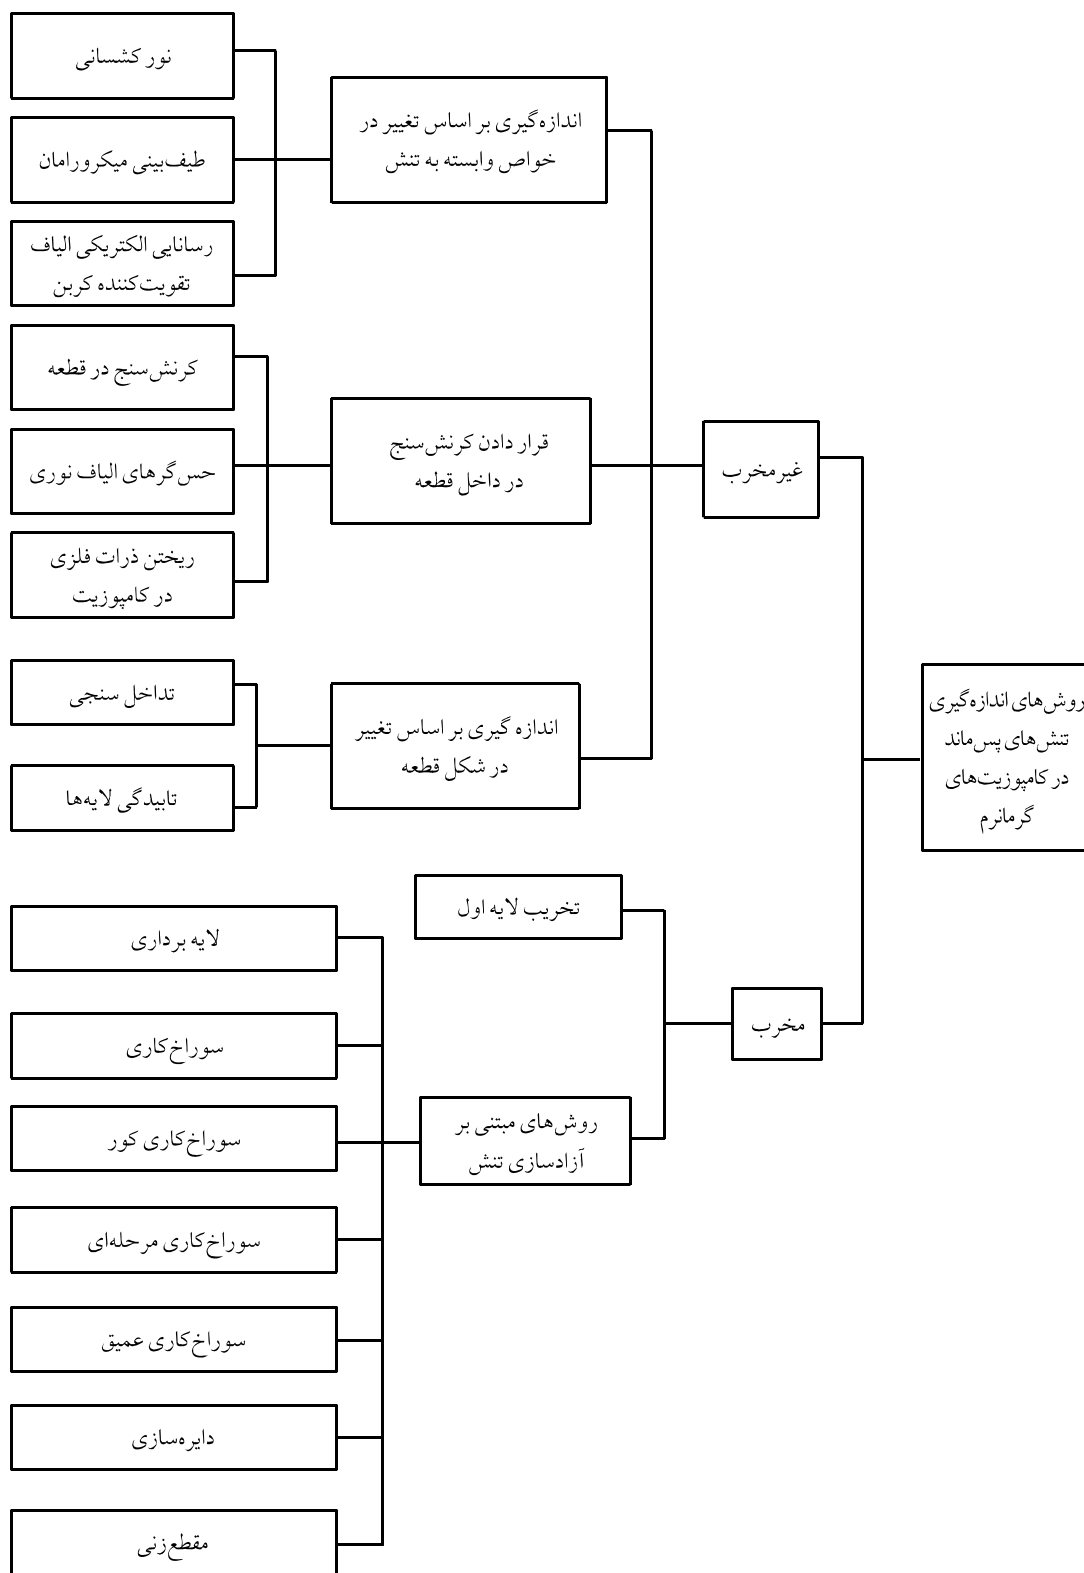 روش‌های اندازه‌گیری
تنش‌های پس‌ماند
در کامپوزیت‌های
گرمانرم
غیرمخرب
اندازه‌گیری بر اساس تغییر در
خواص وابسته به تنش
نور کشسانی
طیف‌بینی میکرورامان
رسانایی الکتریکی الیاف
تقویت‌کننده کربن
قرار دادن کرنش‌سنج
در داخل قطعه
کرنش‌سنج در قطعه
حس‌گرهای الیاف نوری
ریختن ذرات فلزی
در کامپوزیت
اندازه گیری بر اساس تغییر
در شکل قطعه
تداخل سنجی
تابیدگی لایه‌ها
مخرب
تخریب لایه اول
روش‌های مبتنی بر
آزادسازی تنش
لایه برداری
سوراخ‌کاری
سوراخ‌کاری کور
سوراخ‌کاری مرحله‌ای
سوراخ‌کاری عمیق
دایره‌سازی
مقطع‌زنی